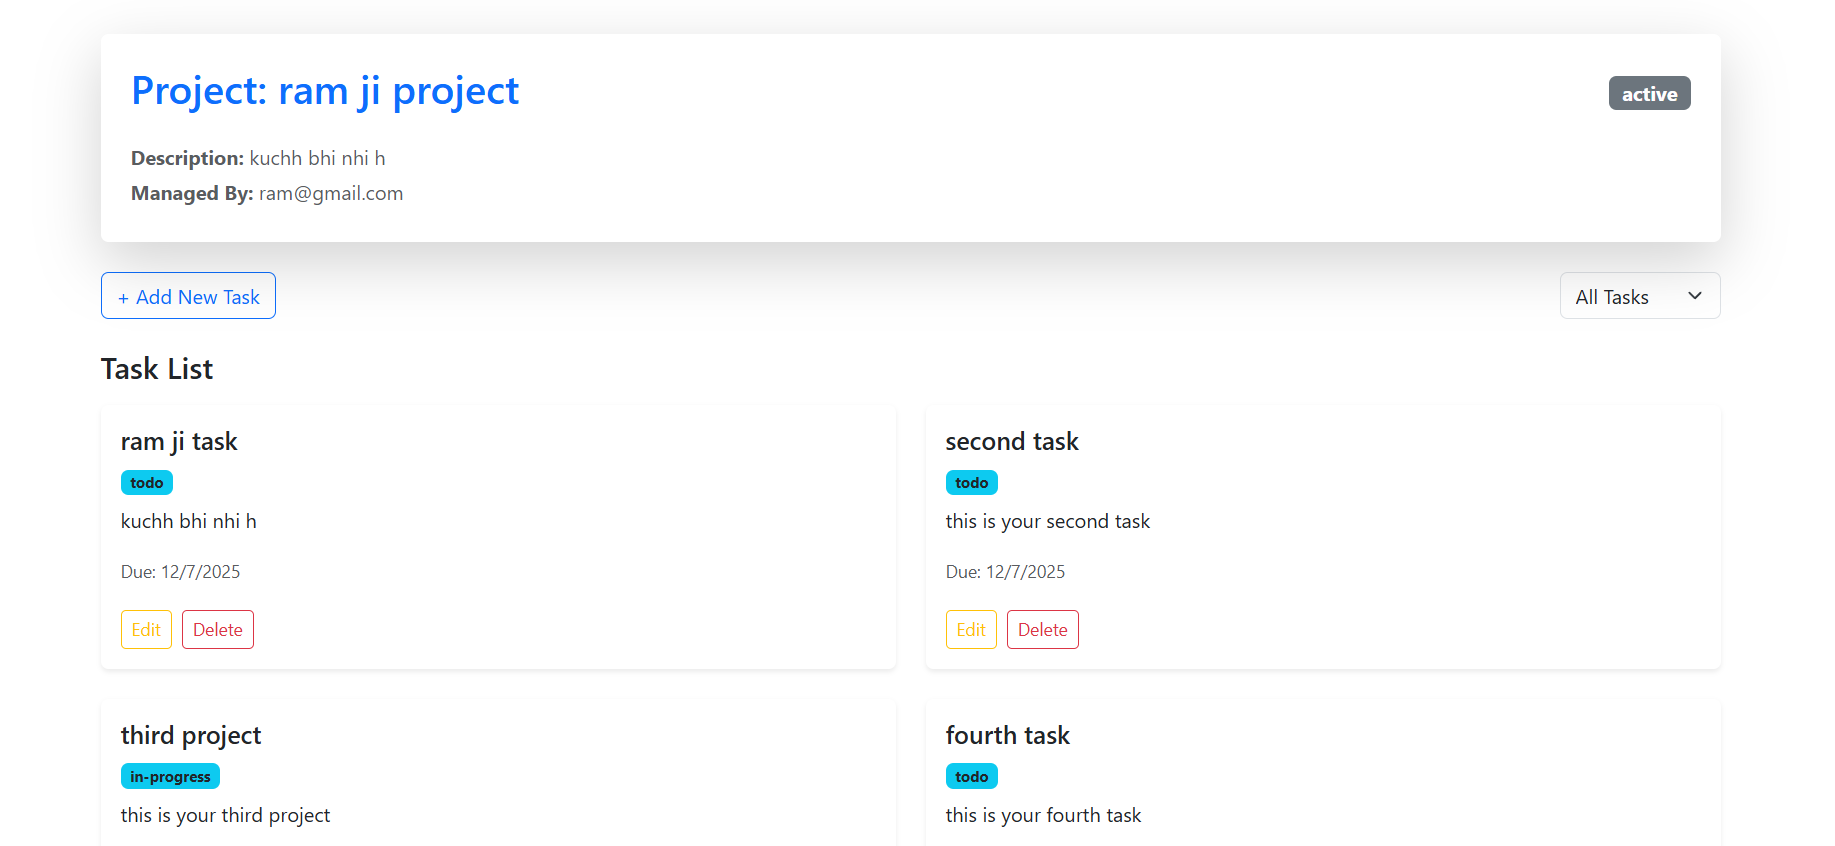 Project: ram ji project
active
Description: kuchh bhi nhi h
Managed By: ram@gmail.com
+ Add New Task
All Tasks
Task List
ram ji task
todo
kuchh bhi nhi h
Due: 12/7/2025
Edit Delete
second task
todo
this is your second task
Due: 12/7/2025
Edit Delete
third project
in-progress
this is your third project
fourth task
todo
this is your fourth task